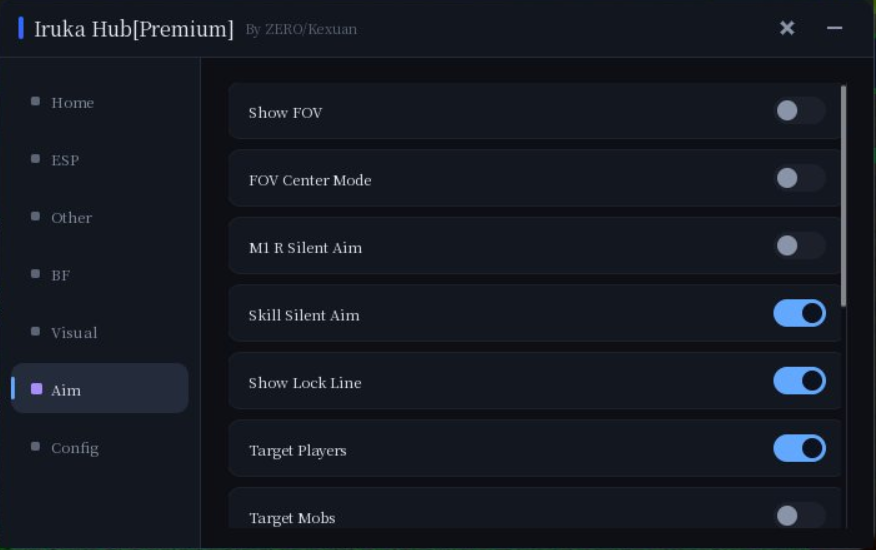 Iruka Hub[Premium] By ZERO/Kexuan
Home
ESP
Other
BF
Visual
Aim
Config
Show FOV
FOV Center Mode
M1 R Silent Aim
Skill Silent Aim
Show Lock Line
Target Players
Target Mobs